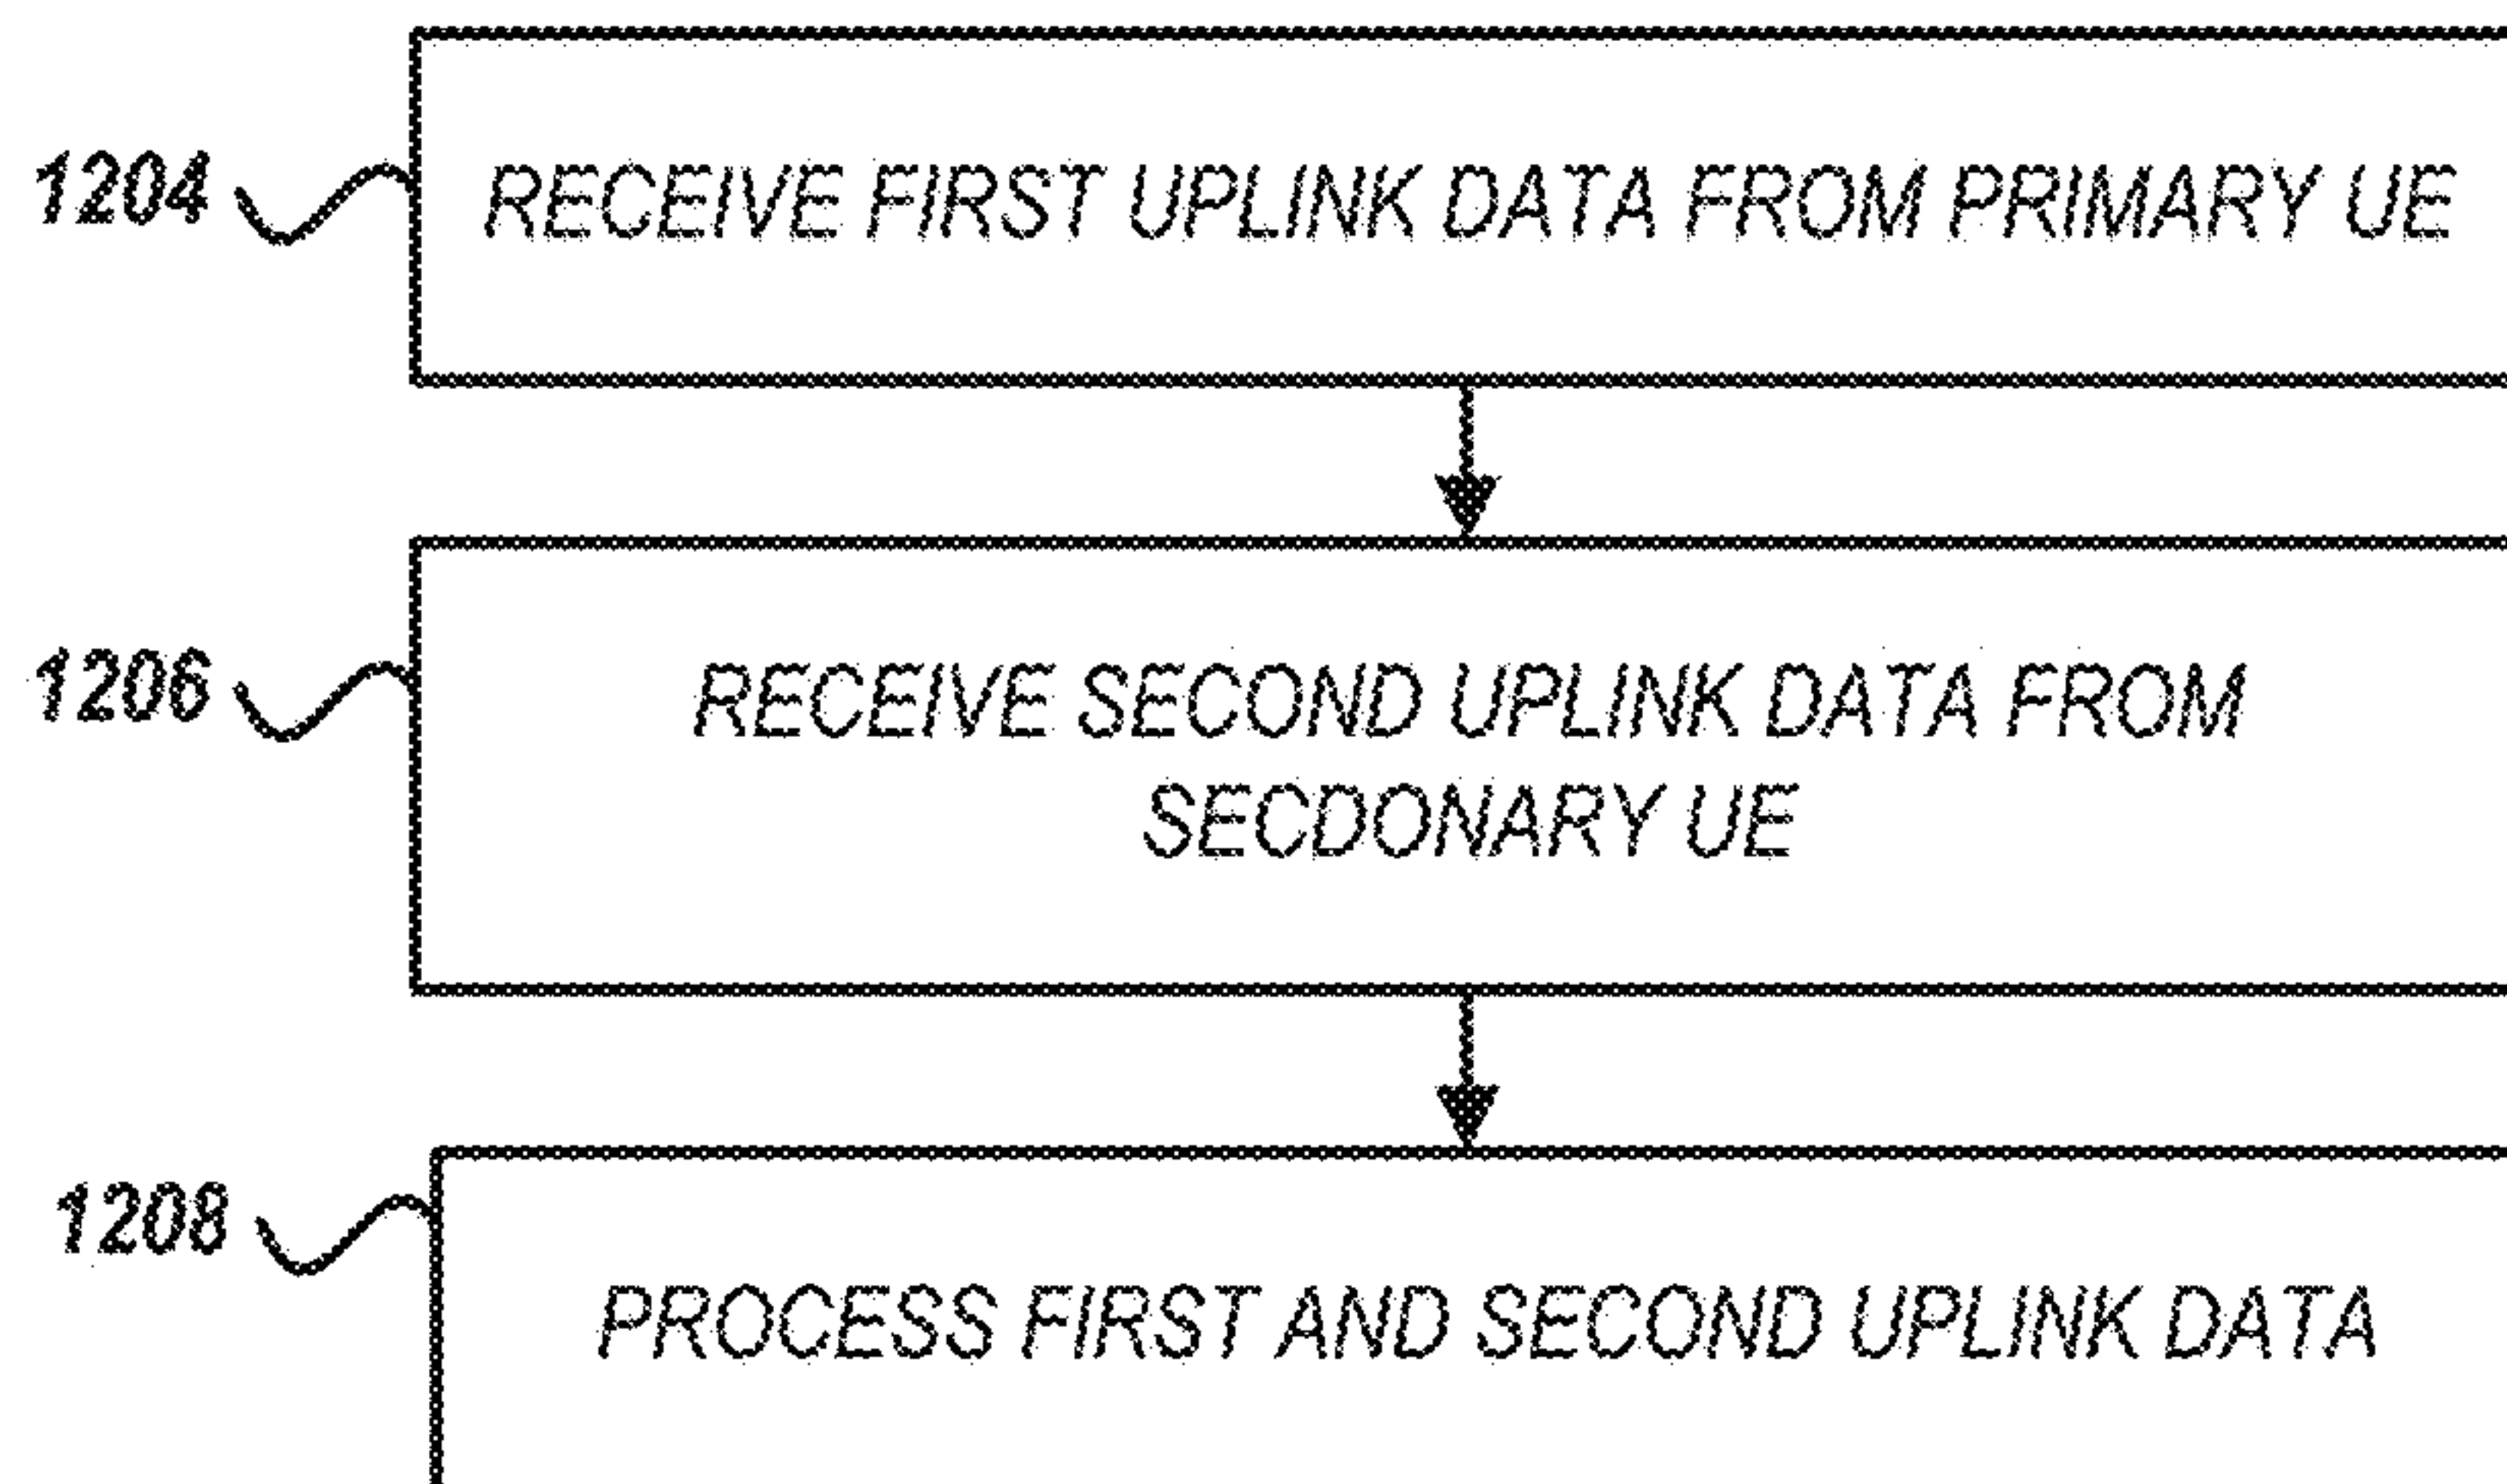 1204 RECEIVE FIRST UPLINK DATA FROM PRIMARY UE
1206 RECEIVE SECOND UPLINK DATA FROM
SECDONARY UE
1208
PROCESS FIRST AND SECOND UPLINK DATA